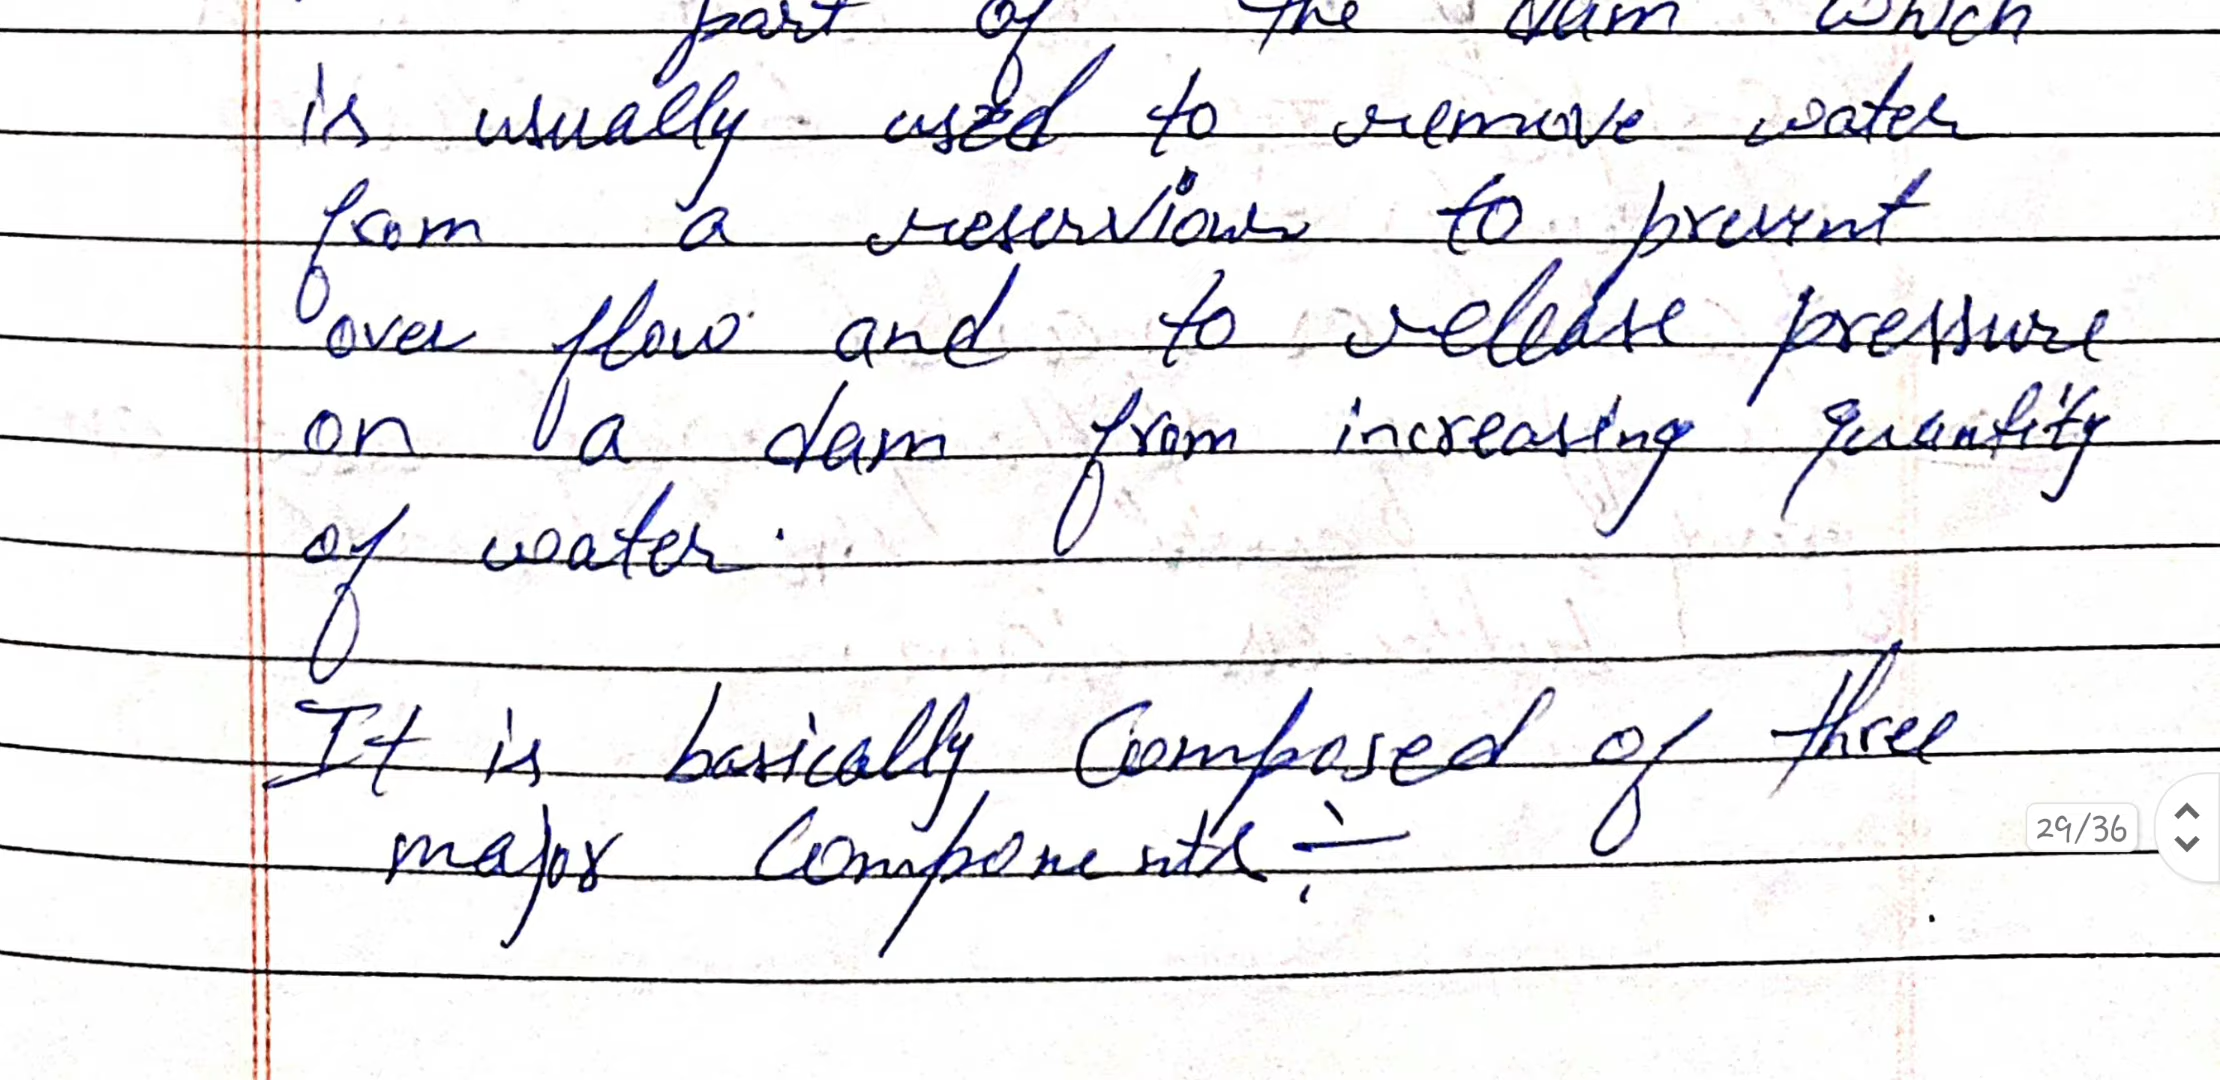 part of the dam which
is usually used to remove water
from a reserviour to prevent
over flow and to release pressure
on a dam from increasing quantity
of water.
It is basically Composed of three
major Components :-
29/36